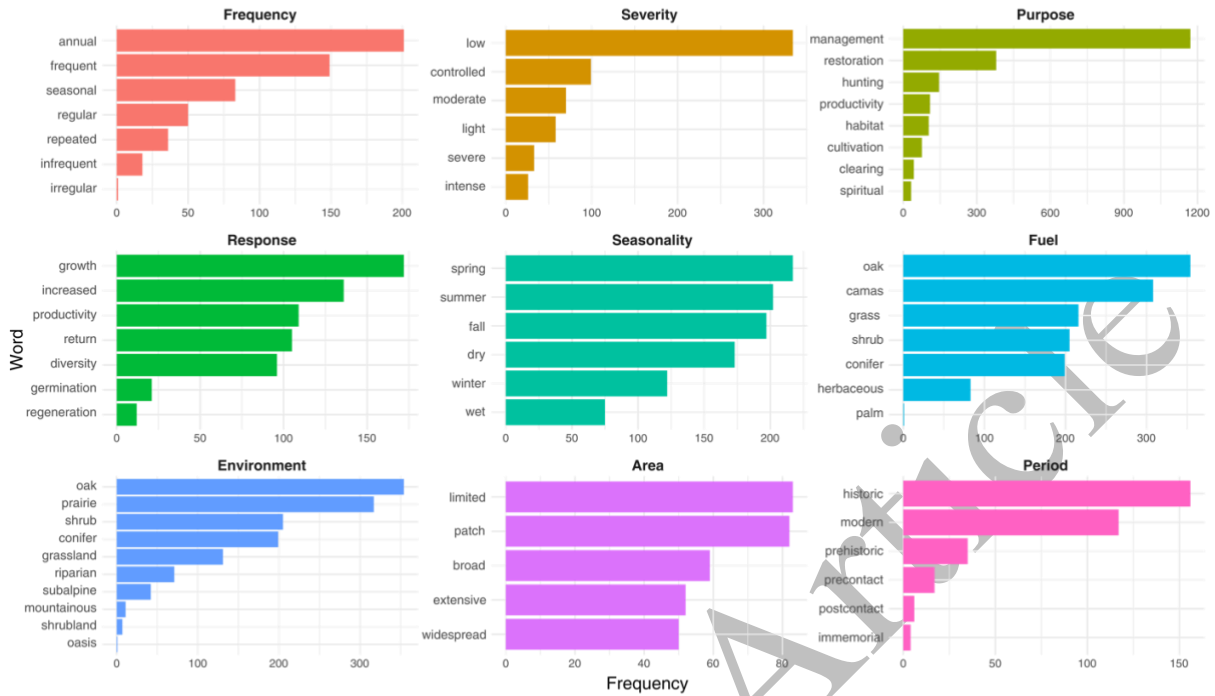 Frequency
annual
frequent
seasonal
regular
repeated
infrequent
irregular
0 50 100 150 200
Severity
low
controlled
moderate
light
severe
intense
0 100 200 300
Purpose
management
restoration
hunting
productivity
habitat
cultivation
clearing
spiritual
0 300 600 900 1200
Word
Response
growth
increased
productivity
return
diversity
germination
regeneration
0 50 100 150
Seasonality
spring
summer
fall
dry
winter
wet
0 50 100 150 200
Fuel
oak
camas
grass
shrub
conifer
herbaceous
palm
0 100 200 300
Environment
oak
prairie
shrub
conifer
grassland
riparian
subalpine
mountainous
shrubland
oasis
0 100 200 300
Area
limited
patch
broad
extensive
widespread
0 20 40 60 80
Period
historic
modern
prehistoric
precontact
postcontact
immemorial
0 50 100 150
Frequency
Article